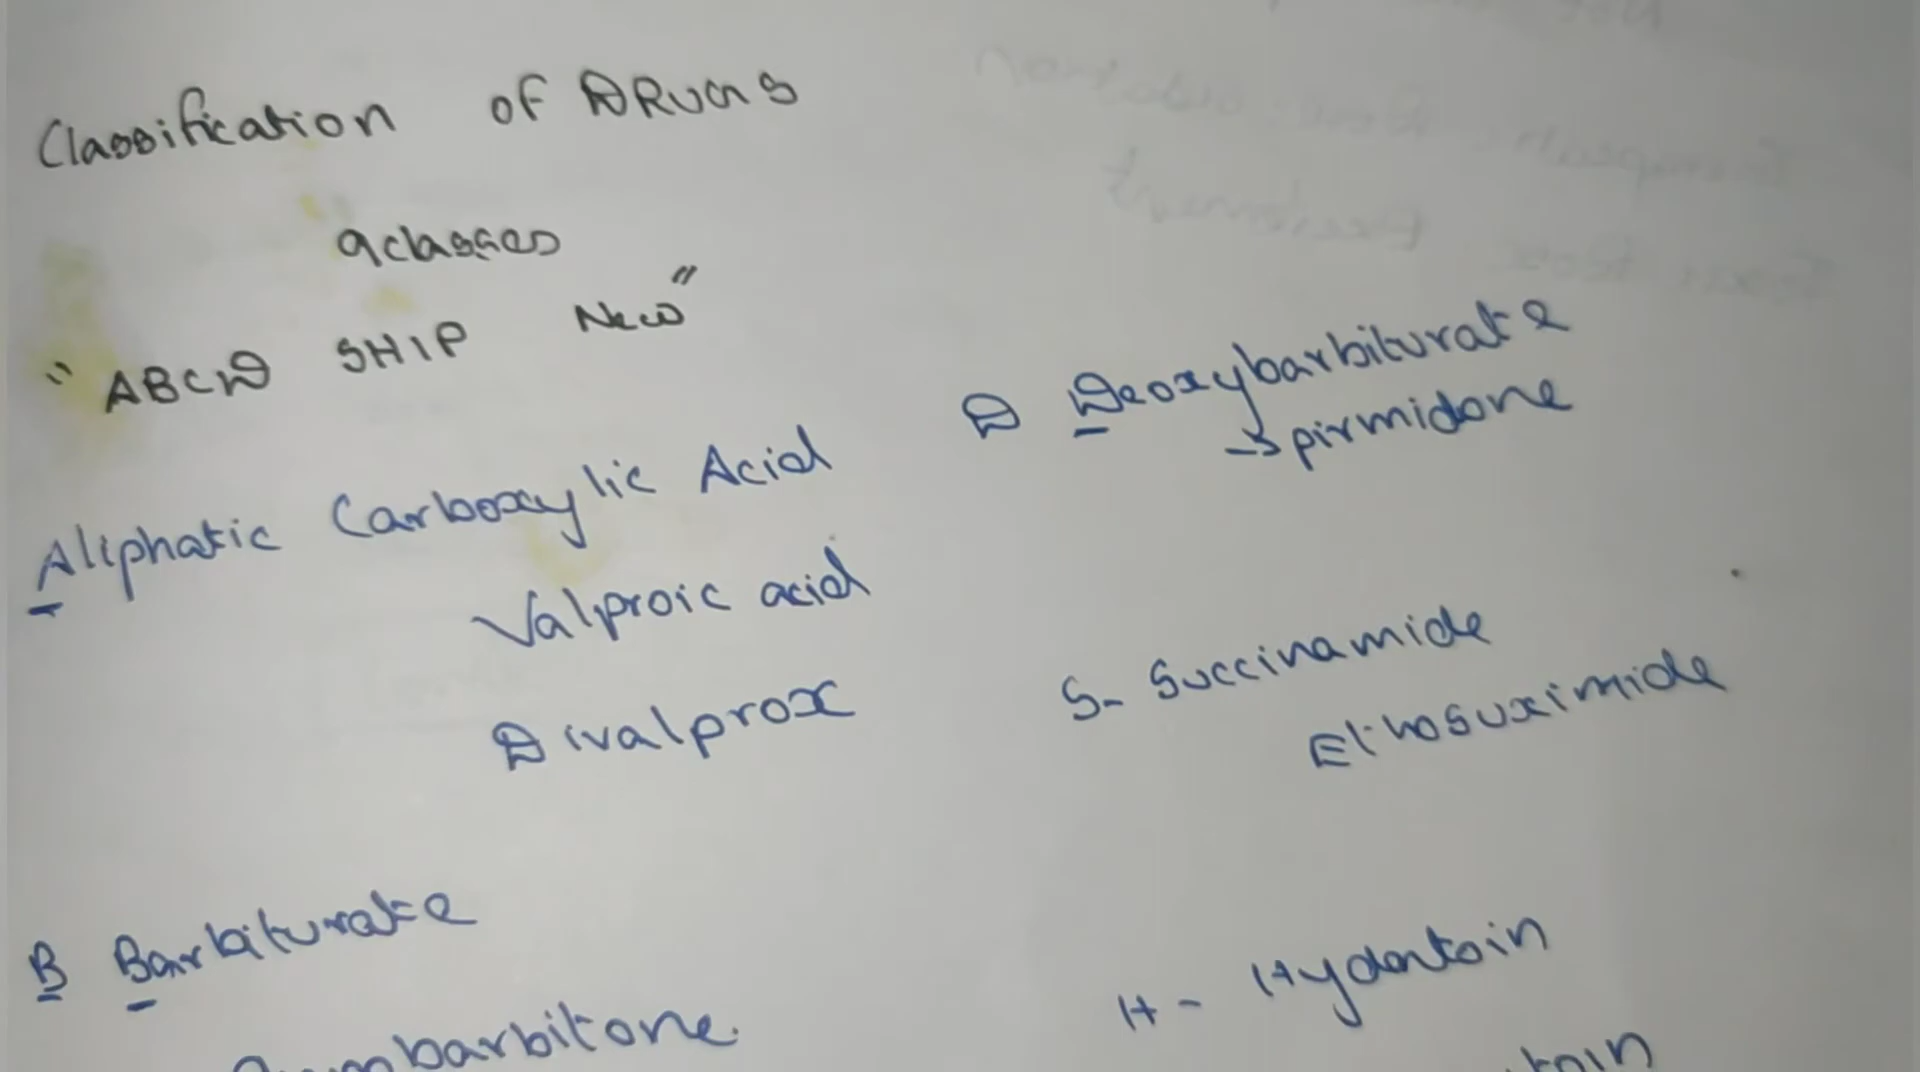 Classification of DRUGS
9classes
"ABCD SHIP New"
Aliphatic Carboxylic Acid
Valproic acid
Divalprox
B Barbiturate
D Deoxybarbiturate
→ pirmidone
S- Succinamide
Ethosuximide
H - Hydantoin